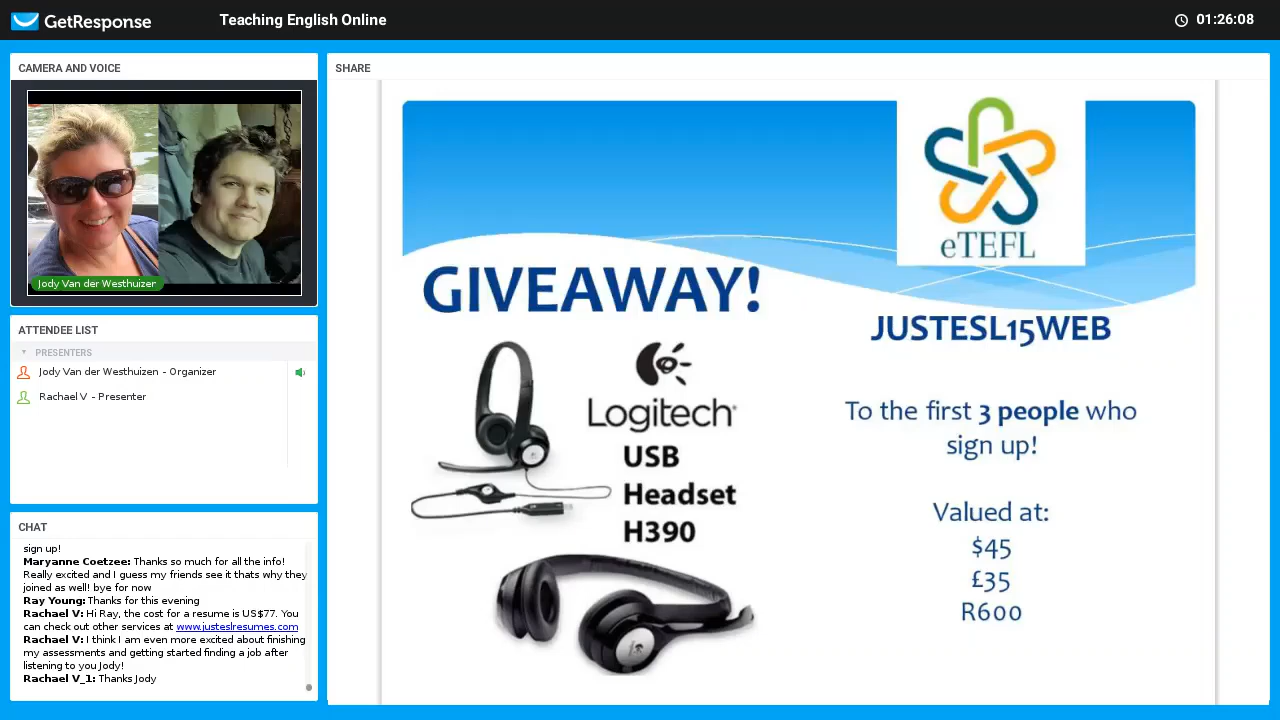 GetResponse
Teaching English Online
01:26:08
CAMERA AND VOICE
Jody Van der Westhuizen
ATTENDEE LIST
PRESENTERS
Jody Van der Westhuizen - Organizer
Rachael V - Presenter
CHAT
sign up!
Maryanne Coetzee: Thanks so much for all the info!
Really excited and I guess my friends see it thats why they
joined as well! bye for now
Ray Young: Thanks for this evening
Rachael V: Hi Ray, the cost for a resume is US$77. You
can check out other services at www.justeslresumes.com
Rachael V: I think I am even more excited about finishing
my assessments and getting started finding a job after
listening to you Jody!
Rachael V_1: Thanks Jody
SHARE
eTEFL
GIVEAWAY!
JUSTESL15WEB
Logitech
USB
Headset
H390
To the first 3 people who
sign up!
Valued at:
$45
£35
R600